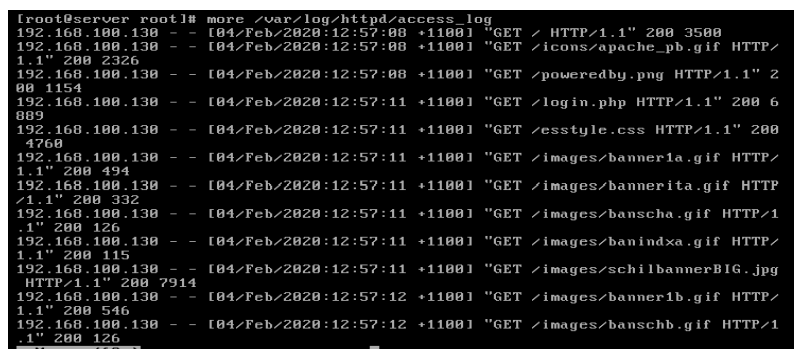 [root@server root]# more /var/log/httpd/access_log
192.168.100.130 - - [04/Feb/2020:12:57:08 +1100] "GET / HTTP/1.1" 200 3500
192.168.100.130 - - [04/Feb/2020:12:57:08 +1100] "GET /icons/apache_pb.gif HTTP/
1.1" 200 2326
192.168.100.130 - - [04/Feb/2020:12:57:08 +1100] "GET /poweredby.png HTTP/1.1" 2
00 1154
192.168.100.130 - - [04/Feb/2020:12:57:11 +1100] "GET /login.php HTTP/1.1" 200 6
889
192.168.100.130 - - [04/Feb/2020:12:57:11 +1100] "GET /esstyle.css HTTP/1.1" 200
 4760
192.168.100.130 - - [04/Feb/2020:12:57:11 +1100] "GET /images/banner1a.gif HTTP/
1.1" 200 494
192.168.100.130 - - [04/Feb/2020:12:57:11 +1100] "GET /images/bannerita.gif HTTP
/1.1" 200 332
192.168.100.130 - - [04/Feb/2020:12:57:11 +1100] "GET /images/banscha.gif HTTP/1
.1" 200 126
192.168.100.130 - - [04/Feb/2020:12:57:11 +1100] "GET /images/banindxa.gif HTTP/
1.1" 200 115
192.168.100.130 - - [04/Feb/2020:12:57:11 +1100] "GET /images/schilbannerBIG.jpg
 HTTP/1.1" 200 7914
192.168.100.130 - - [04/Feb/2020:12:57:12 +1100] "GET /images/banner1b.gif HTTP/
1.1" 200 546
192.168.100.130 - - [04/Feb/2020:12:57:12 +1100] "GET /images/banschb.gif HTTP/1
.1" 200 126